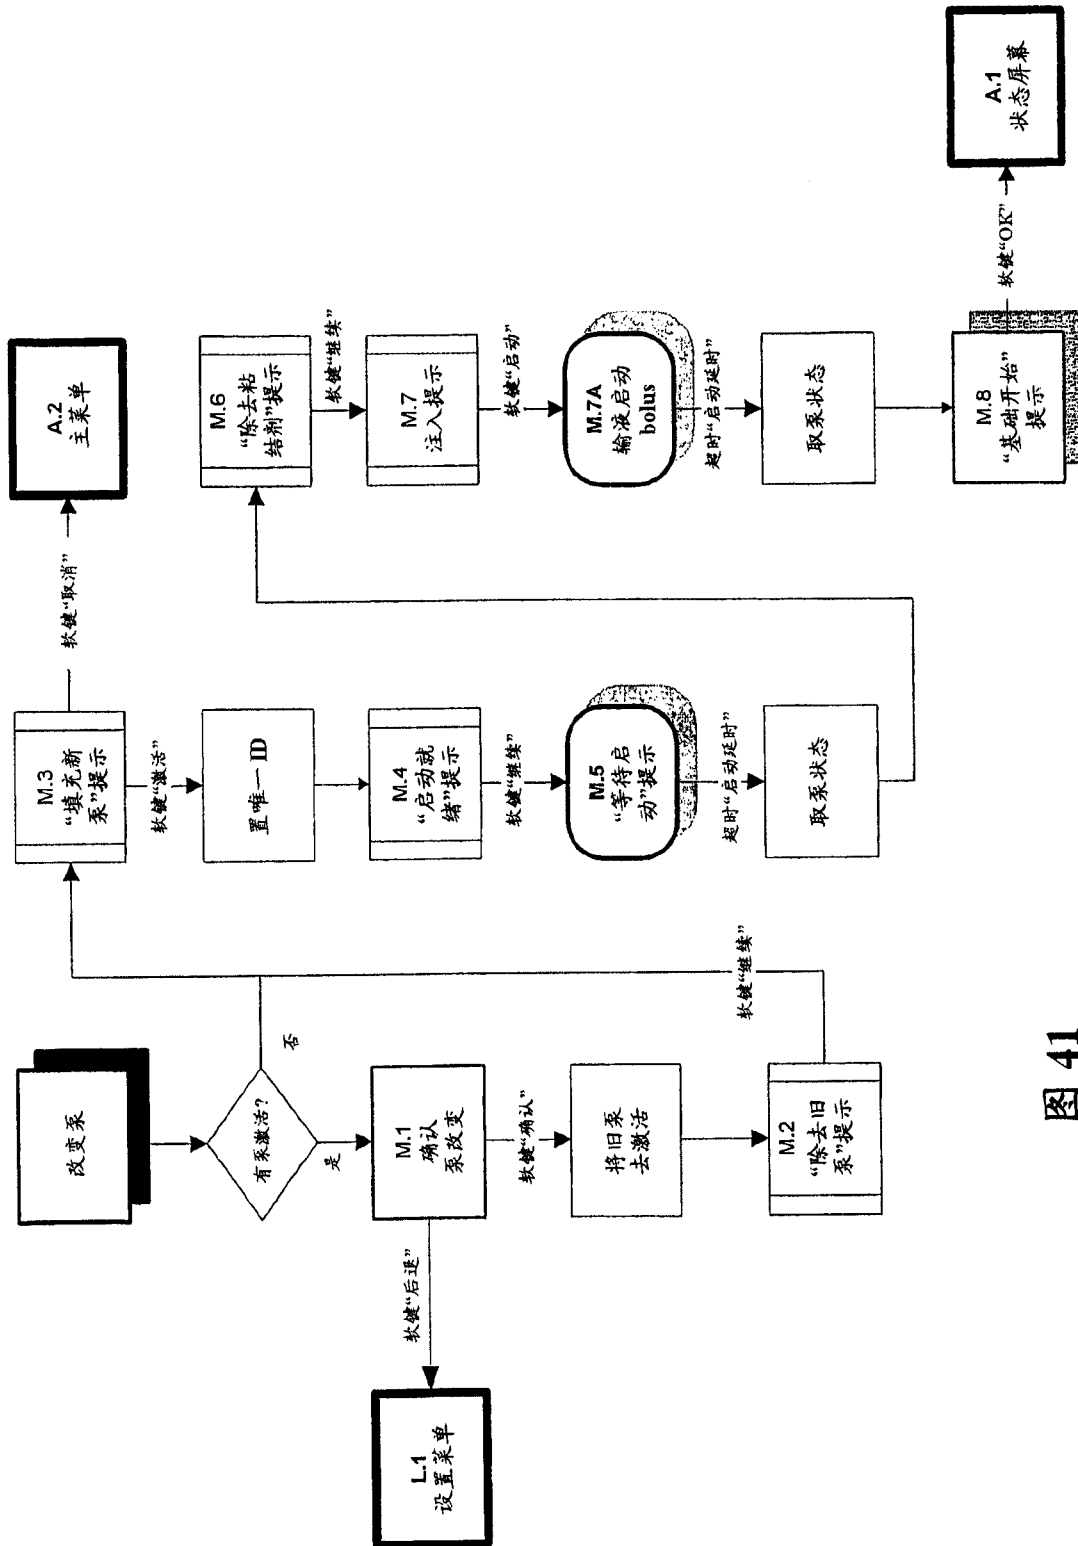 改变泵
有泵激活?
否
是
M.1
确认
泵改变
软键“后退”
L.1
设置菜单
软键“确认”
将旧泵
去激活
M.2
“除去旧
泵”提示
软键“继续”
M.3
“填充新
泵”提示
软键“取消”
A.2
主菜单
软键“激活”
置唯一ID
M.4
“启动就
绪”提示
软键“继续”
M.5
“等待启
动”提示
超时“启动延时”
取泵状态
M.6
“除去粘
结剂”提示
软键“继续”
M.7
注入提示
软键“启动”
M.7A
输液启动
bolus
超时“启动延时”
取泵状态
M.8
“基础开始”
提示
软键“OK”
A.1
状态屏幕
图 41